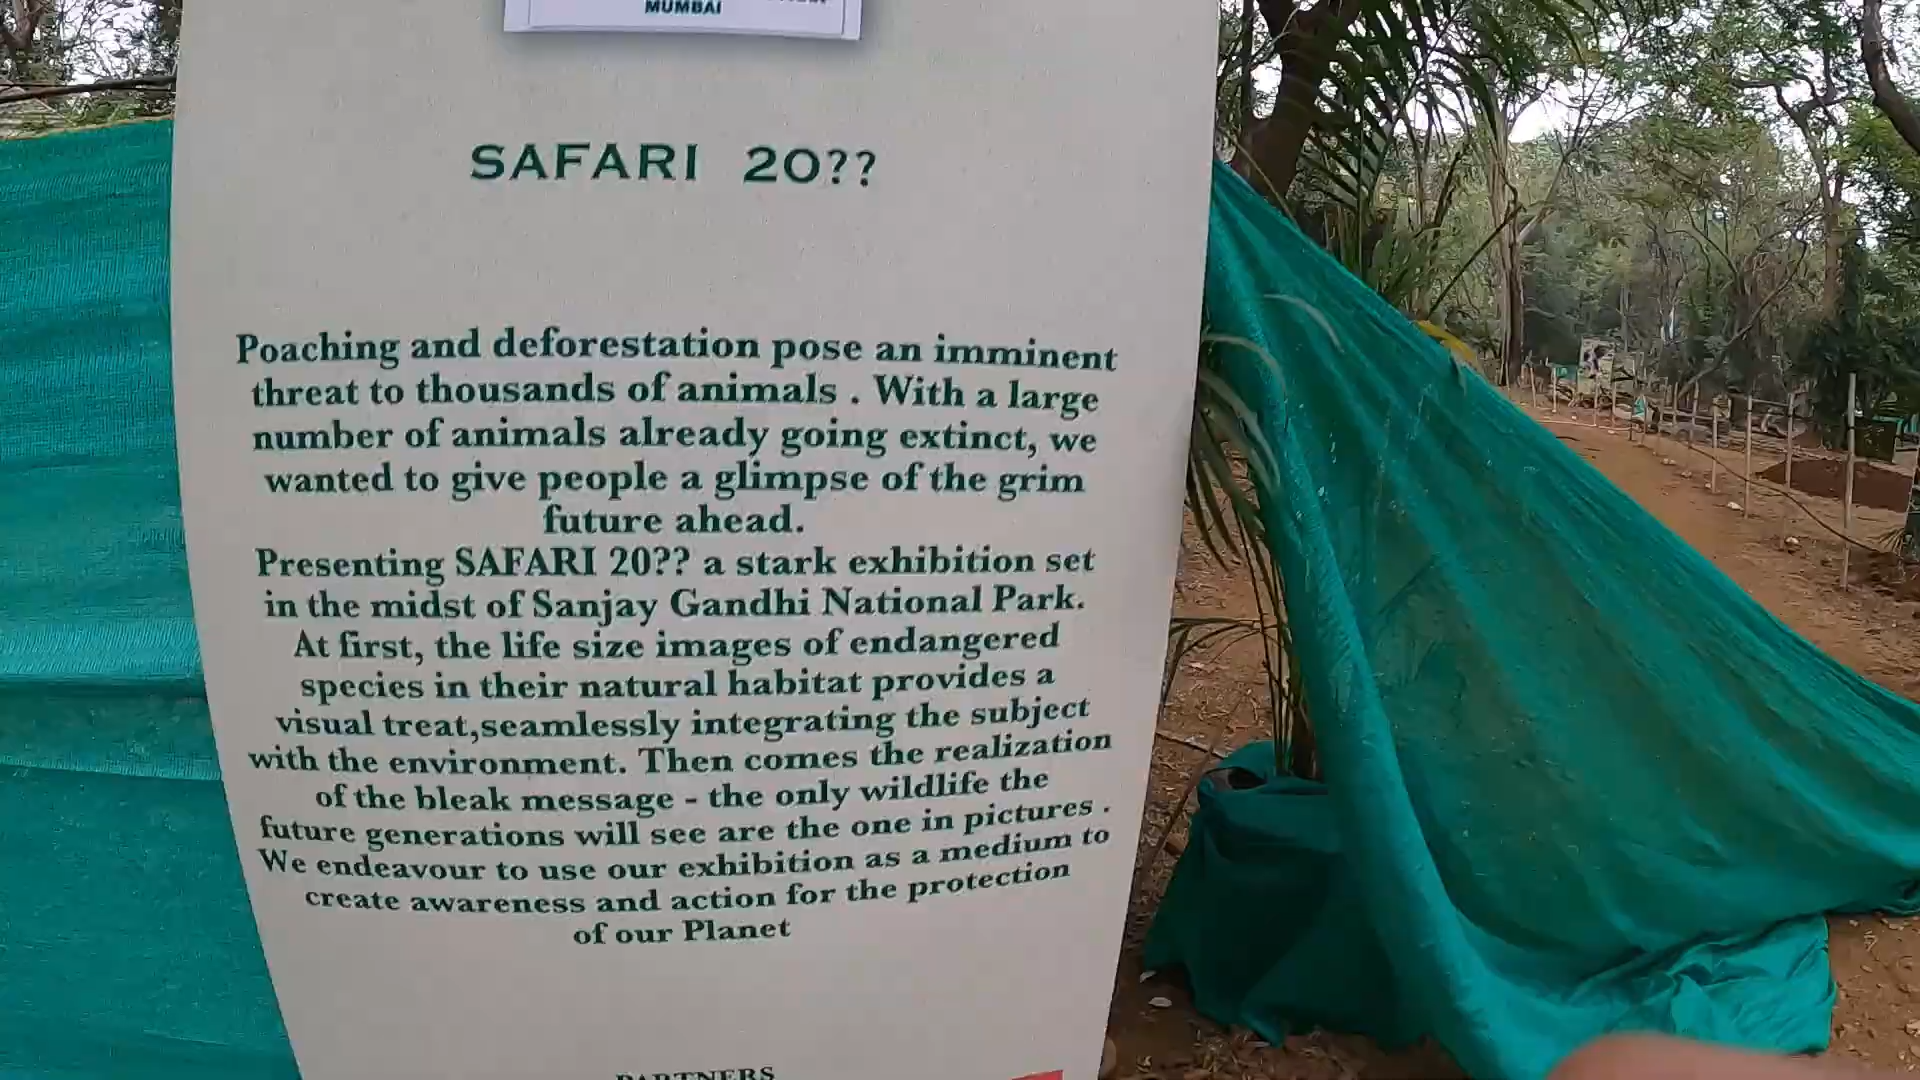 MUMBAI
SAFARI 20??
Poaching and deforestation pose an imminent
threat to thousands of animals . With a large
number of animals already going extinct, we
wanted to give people a glimpse of the grim
future ahead.
Presenting SAFARI 20?? a stark exhibition set
in the midst of Sanjay Gandhi National Park.
At first, the life size images of endangered
species in their natural habitat provides a
visual treat,seamlessly integrating the subject
with the environment. Then comes the realization
of the bleak message - the only wildlife the
future generations will see are the one in pictures .
We endeavour to use our exhibition as a medium to
create awareness and action for the protection
of our Planet
PARTNERS